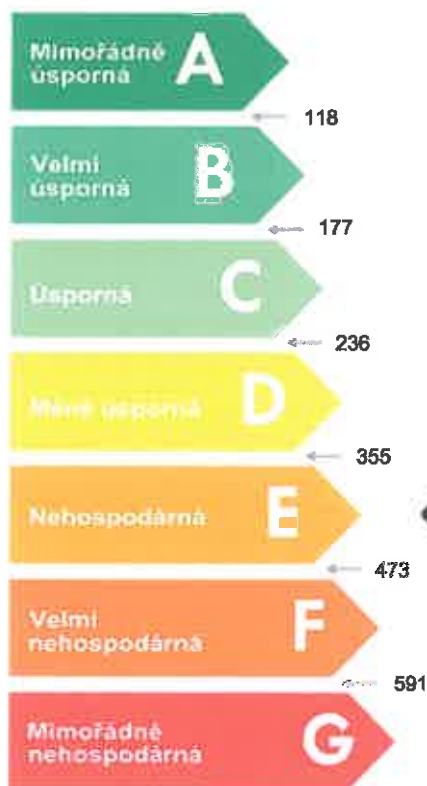 Mimořádně
úsporná
A
118
Velmi
úsporná
B
177
Úsporná
C
236
Méně úsporná
D
355
Nehospodárná
E
473
Velmi
nehospodárná
F
591
Mimořádně
nehospodárná
G